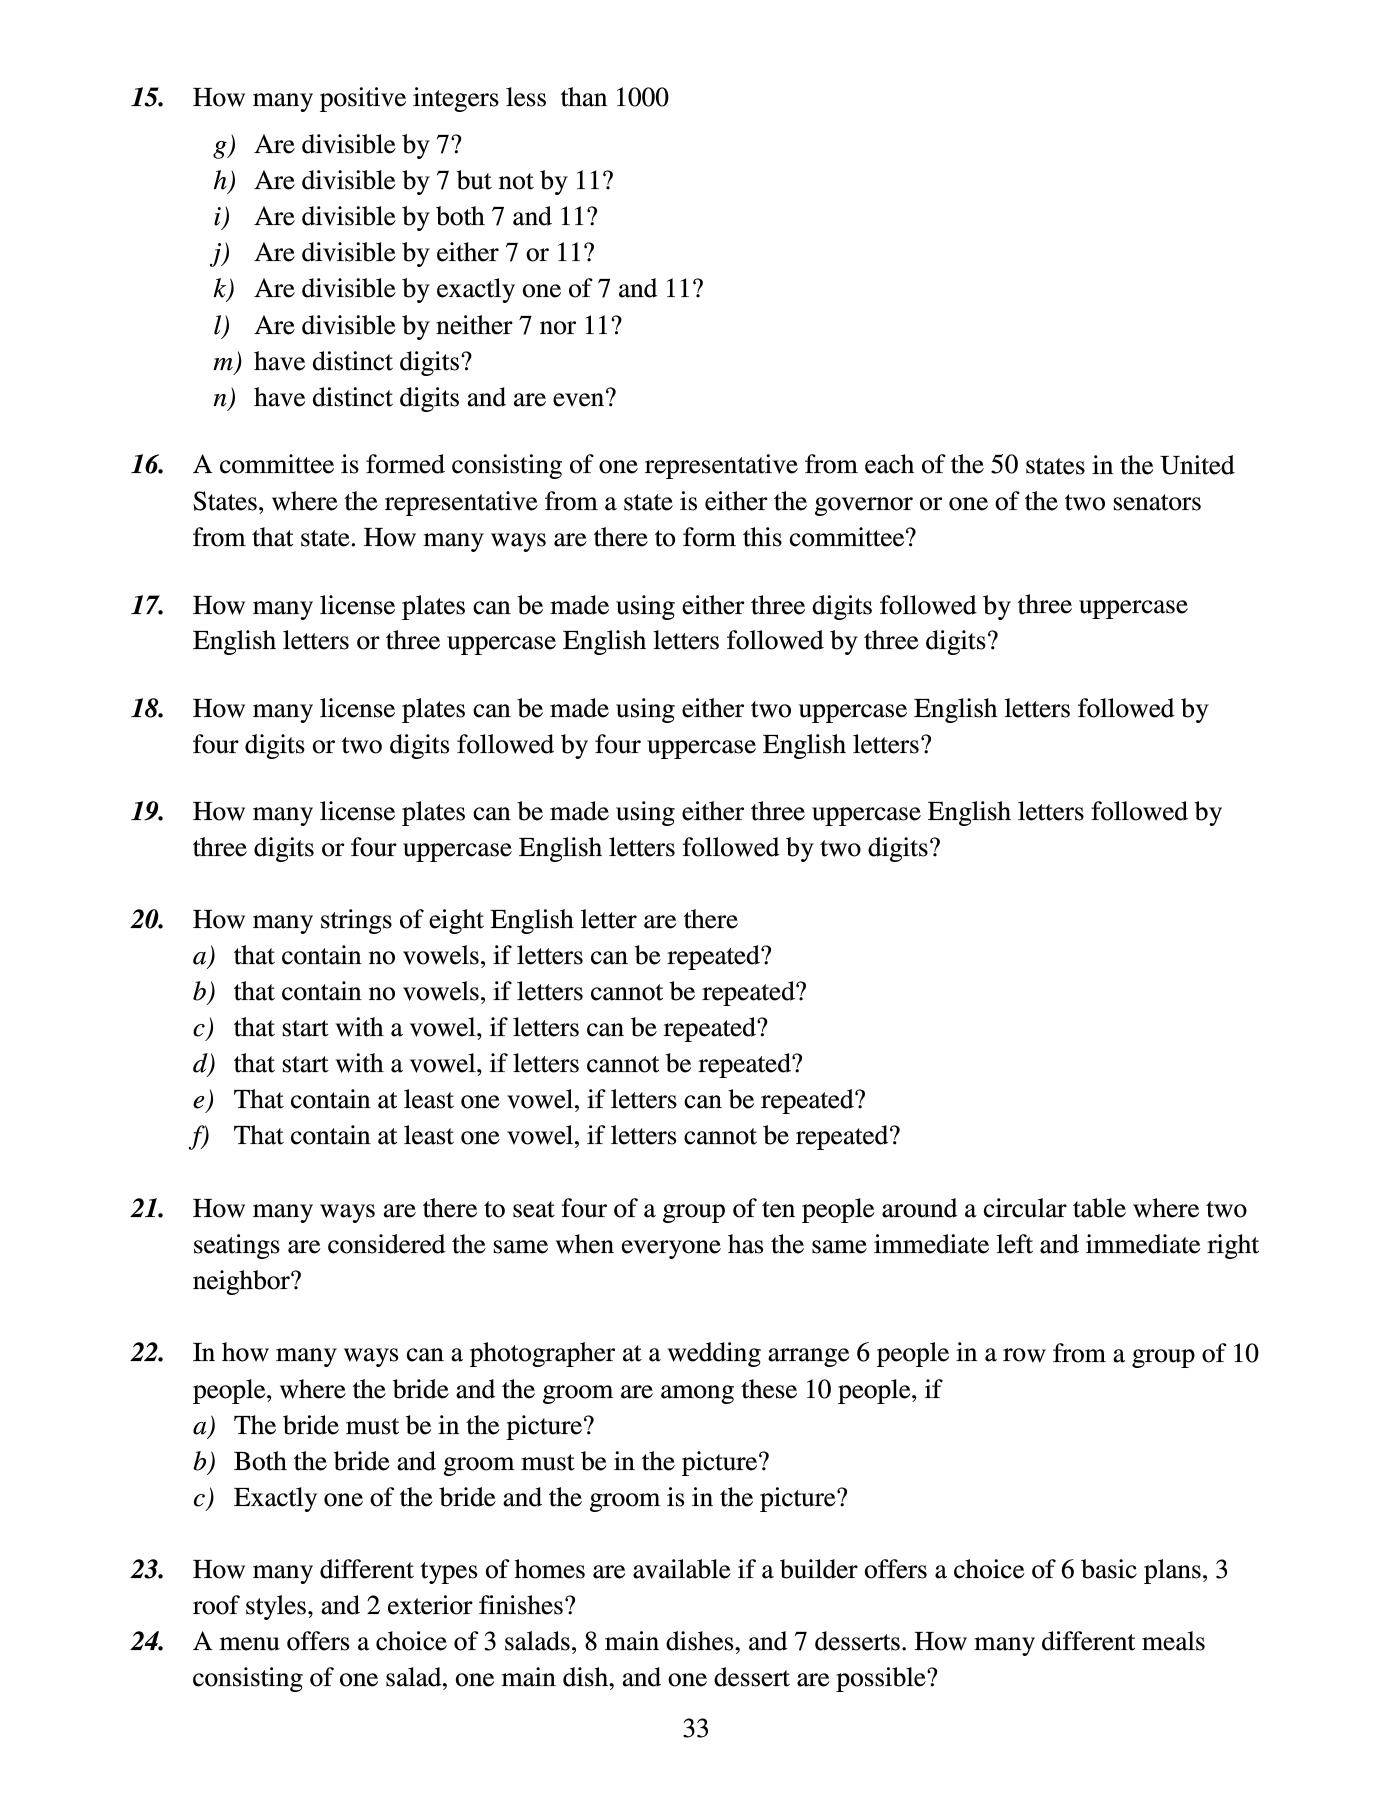 15. How many positive integers less than 1000
g) Are divisible by 7?
h) Are divisible by 7 but not by 11?
i) Are divisible by both 7 and 11?
j) Are divisible by either 7 or 11?
k) Are divisible by exactly one of 7 and 11?
l) Are divisible by neither 7 nor 11?
m) have distinct digits?
n) have distinct digits and are even?
16. A committee is formed consisting of one representative from each of the 50 states in the United
States, where the representative from a state is either the governor or one of the two senators
from that state. How many ways are there to form this committee?
17. How many license plates can be made using either three digits followed by three uppercase
English letters or three uppercase English letters followed by three digits?
18. How many license plates can be made using either two uppercase English letters followed by
four digits or two digits followed by four uppercase English letters?
19. How many license plates can be made using either three uppercase English letters followed by
three digits or four uppercase English letters followed by two digits?
20. How many strings of eight English letter are there
a) that contain no vowels, if letters can be repeated?
b) that contain no vowels, if letters cannot be repeated?
c) that start with a vowel, if letters can be repeated?
d) that start with a vowel, if letters cannot be repeated?
e) That contain at least one vowel, if letters can be repeated?
f) That contain at least one vowel, if letters cannot be repeated?
21. How many ways are there to seat four of a group of ten people around a circular table where two
seatings are considered the same when everyone has the same immediate left and immediate right
neighbor?
22. In how many ways can a photographer at a wedding arrange 6 people in a row from a group of 10
people, where the bride and the groom are among these 10 people, if
a) The bride must be in the picture?
b) Both the bride and groom must be in the picture?
c) Exactly one of the bride and the groom is in the picture?
23. How many different types of homes are available if a builder offers a choice of 6 basic plans, 3
roof styles, and 2 exterior finishes?
24. A menu offers a choice of 3 salads, 8 main dishes, and 7 desserts. How many different meals
consisting of one salad, one main dish, and one dessert are possible?
33